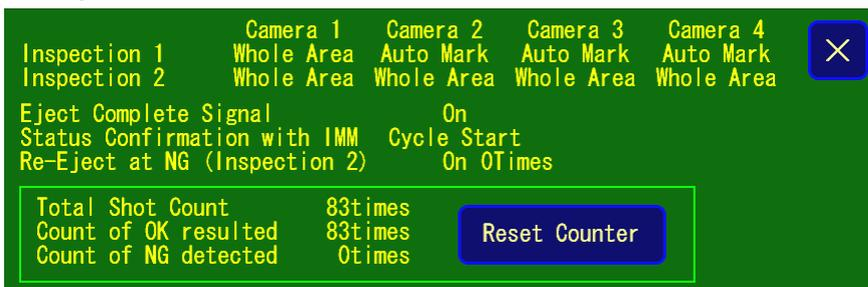 Camera 1 Camera 2 Camera 3 Camera 4
Inspection 1 Whole Area Auto Mark Auto Mark Auto Mark
Inspection 2 Whole Area Whole Area Whole Area Whole Area
Eject Complete Signal On
Status Confirmation with IMM Cycle Start
Re-Eject at NG (Inspection 2) On 0Times
Total Shot Count 83times
Count of OK resulted 83times
Count of NG detected 0times
Reset Counter